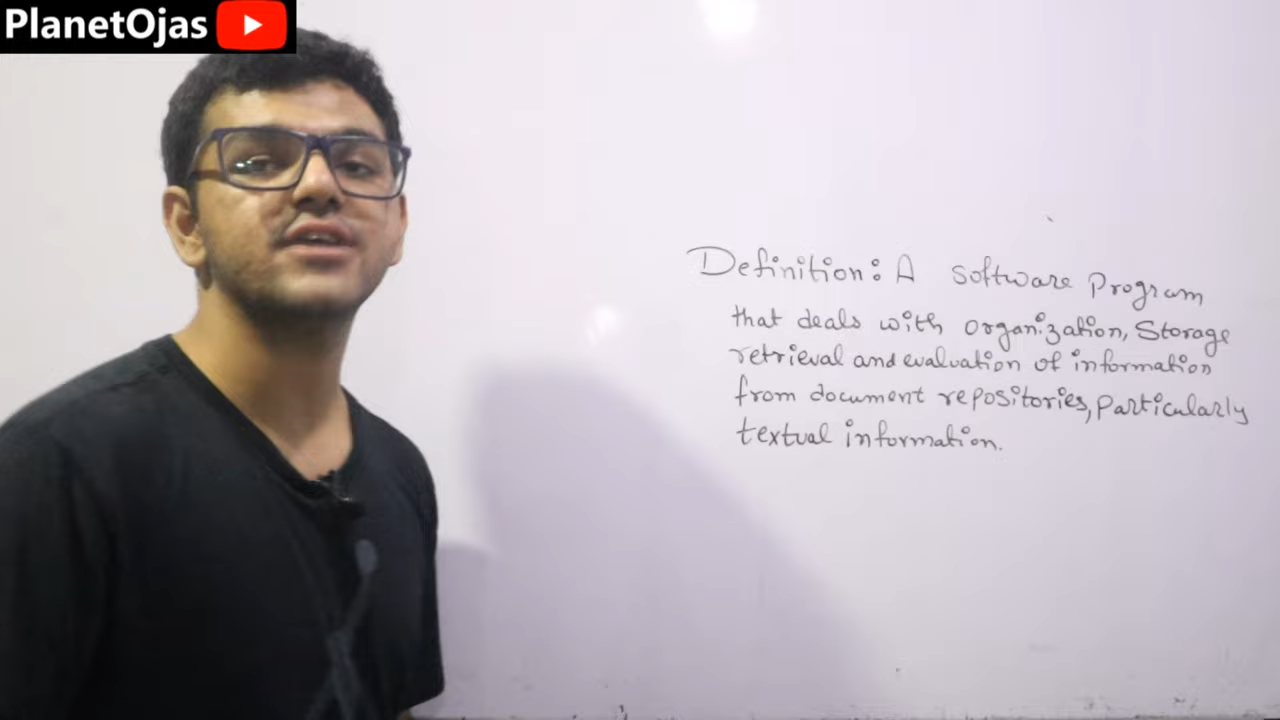 PlanetOjas
Definition: A software Program
that deals with organization, Storage
retrieval and evaluation of information
from document repositories, particularly
textual information.